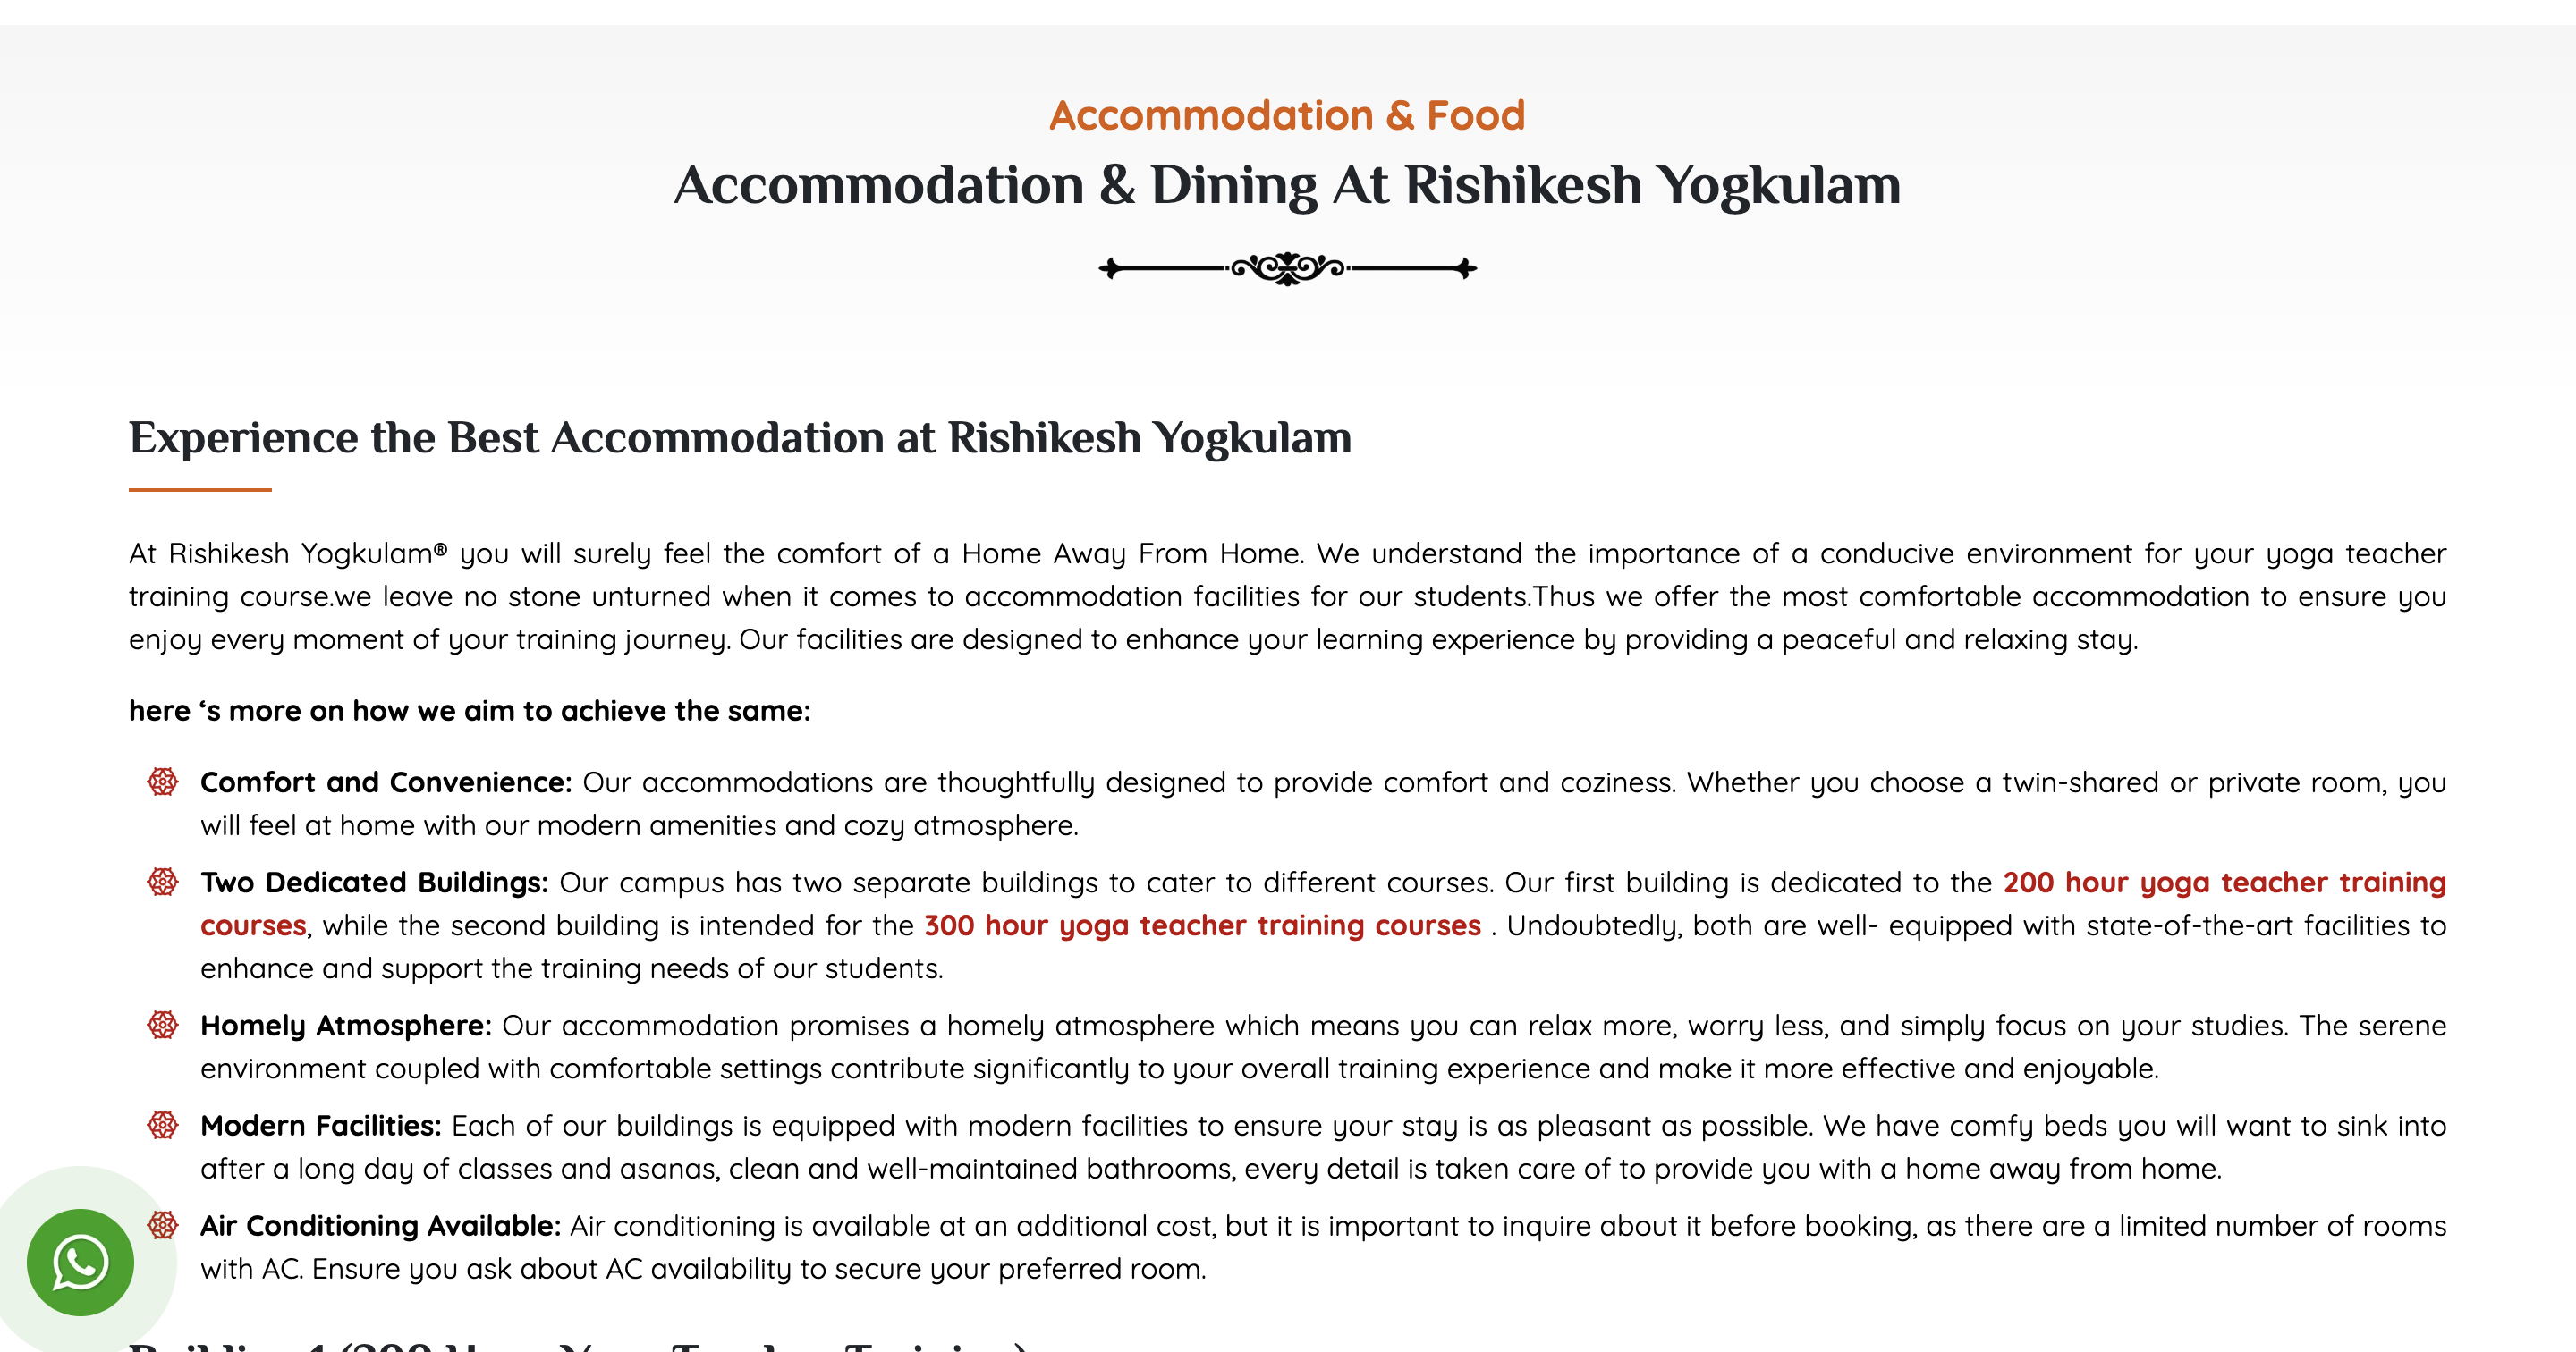 Accommodation & Food
Accommodation & Dining At Rishikesh Yogkulam
Experience the Best Accommodation at Rishikesh Yogkulam
At Rishikesh Yogkulam® you will surely feel the comfort of a Home Away From Home. We understand the importance of a conducive environment for your yoga teacher
training course.we leave no stone unturned when it comes to accommodation facilities for our students.Thus we offer the most comfortable accommodation to ensure you
enjoy every moment of your training journey. Our facilities are designed to enhance your learning experience by providing a peaceful and relaxing stay.
here ‘s more on how we aim to achieve the same:
Comfort and Convenience: Our accommodations are thoughtfully designed to provide comfort and coziness. Whether you choose a twin-shared or private room, you
will feel at home with our modern amenities and cozy atmosphere.
Two Dedicated Buildings: Our campus has two separate buildings to cater to different courses. Our first building is dedicated to the 200 hour yoga teacher training
courses, while the second building is intended for the 300 hour yoga teacher training courses . Undoubtedly, both are well- equipped with state-of-the-art facilities to
enhance and support the training needs of our students.
Homely Atmosphere: Our accommodation promises a homely atmosphere which means you can relax more, worry less, and simply focus on your studies. The serene
environment coupled with comfortable settings contribute significantly to your overall training experience and make it more effective and enjoyable.
Modern Facilities: Each of our buildings is equipped with modern facilities to ensure your stay is as pleasant as possible. We have comfy beds you will want to sink into
after a long day of classes and asanas, clean and well-maintained bathrooms, every detail is taken care of to provide you with a home away from home.
Air Conditioning Available: Air conditioning is available at an additional cost, but it is important to inquire about it before booking, as there are a limited number of rooms
with AC. Ensure you ask about AC availability to secure your preferred room.